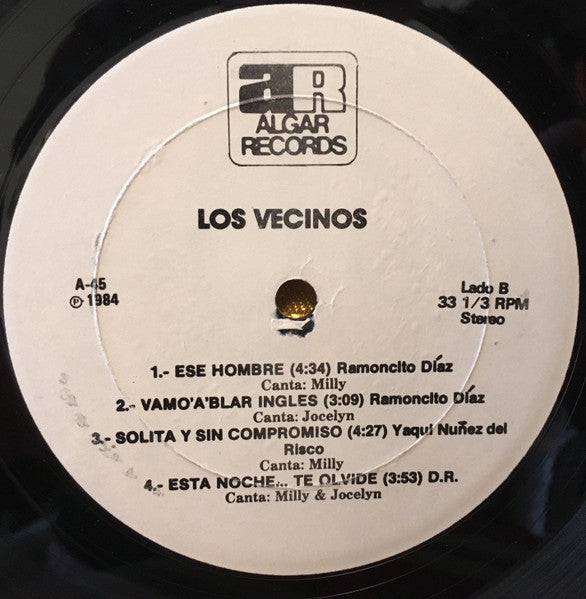 aR
ALGAR
RECORDS
LOS VECINOS
A-45
℗ 1984
Lado B
33 1/3 RPM
Stereo
1.- ESE HOMBRE (4:34) Ramoncito Díaz
Canta: Milly
2.- VAMO'A'BLAR INGLES (3:09) Ramoncito Díaz
Canta: Jocelyn
3.- SOLITA Y SIN COMPROMISO (4:27) Yaqui Nuñez del
Risco
Canta: Milly
4.- ESTA NOCHE... TE OLVIDE (3:53) D.R.
Canta: Milly & Jocelyn